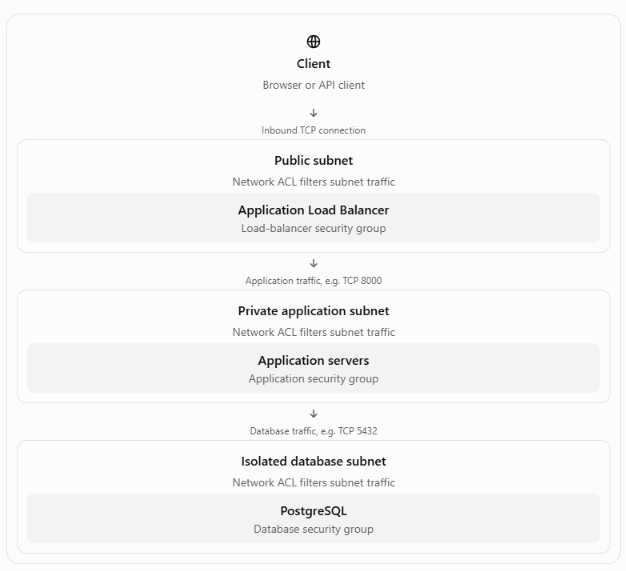 Client
Browser or API client
Inbound TCP connection
Public subnet
Network ACL filters subnet traffic
Application Load Balancer
Load-balancer security group
Application traffic, e.g. TCP 8000
Private application subnet
Network ACL filters subnet traffic
Application servers
Application security group
Database traffic, e.g. TCP 5432
Isolated database subnet
Network ACL filters subnet traffic
PostgreSQL
Database security group